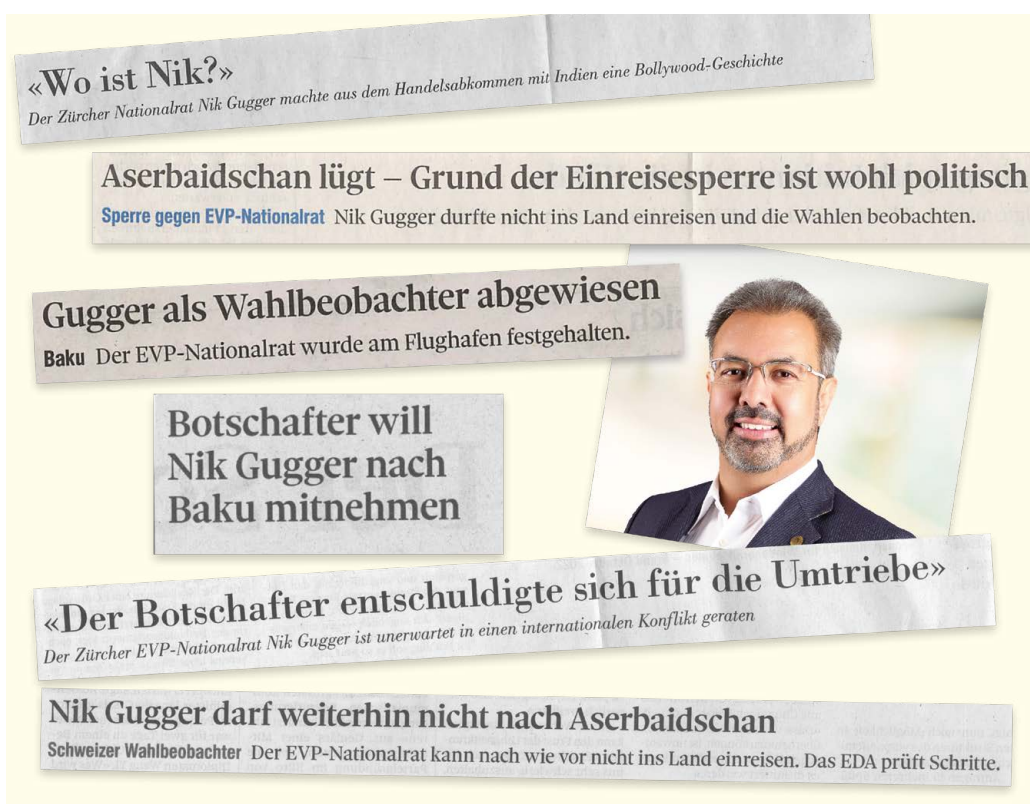 «Wo ist Nik?»
Der Zürcher Nationalrat Nik Gugger machte aus dem Handelsabkommen mit Indien eine Bollywood-Geschichte
Aserbaidschan lügt – Grund der Einreisesperre ist wohl politisch
Sperre gegen EVP-Nationalrat Nik Gugger durfte nicht ins Land einreisen und die Wahlen beobachten.
Gugger als Wahlbeobachter abgewiesen
Baku Der EVP-Nationalrat wurde am Flughafen festgehalten.
Botschafter will
Nik Gugger nach
Baku mitnehmen
«Der Botschafter entschuldigte sich für die Umtriebe»
Der Zürcher EVP-Nationalrat Nik Gugger ist unerwartet in einen internationalen Konflikt geraten
Nik Gugger darf weiterhin nicht nach Aserbaidschan
Schweizer Wahlbeobachter Der EVP-Nationalrat kann nach wie vor nicht ins Land einreisen. Das EDA prüft Schritte.